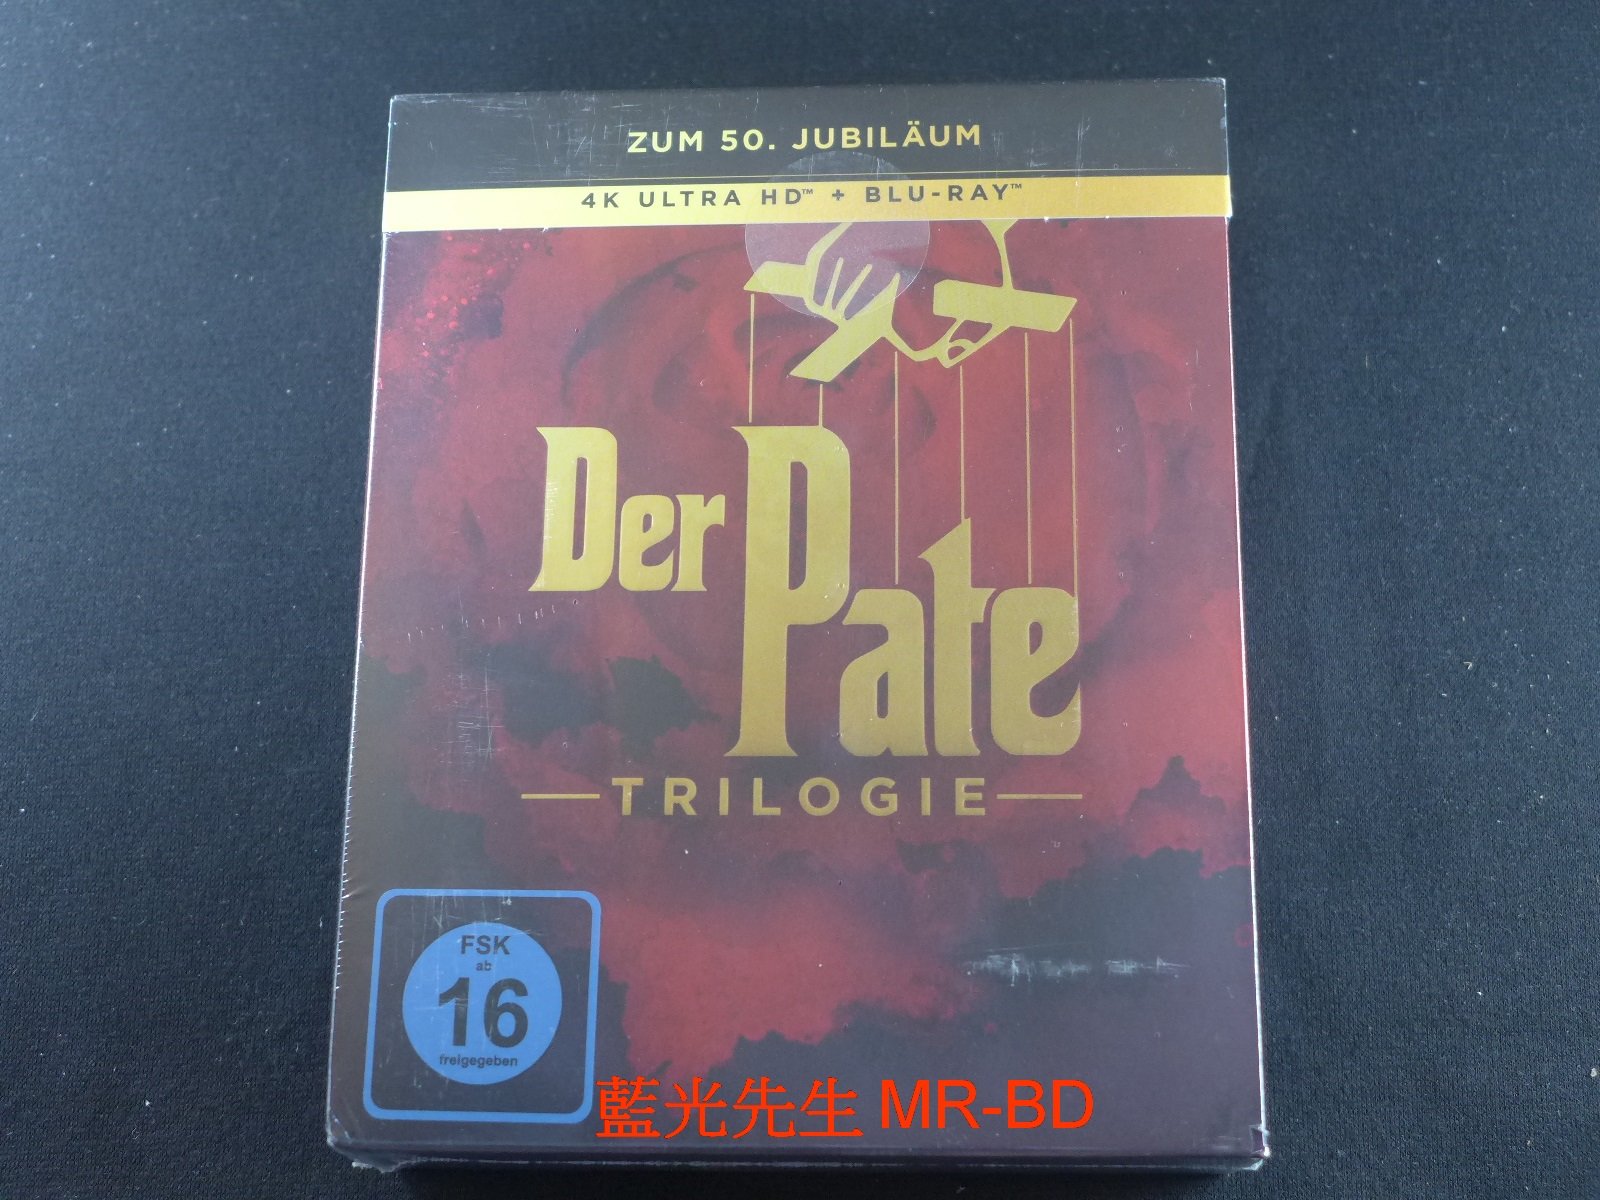 ZUM 50. JUBILÄUM
4K ULTRA HD™ + BLU-RAY™
Der Pate
TRILOGIE
FSK
ab
16
freigegeben
藍光先生 MR-BD